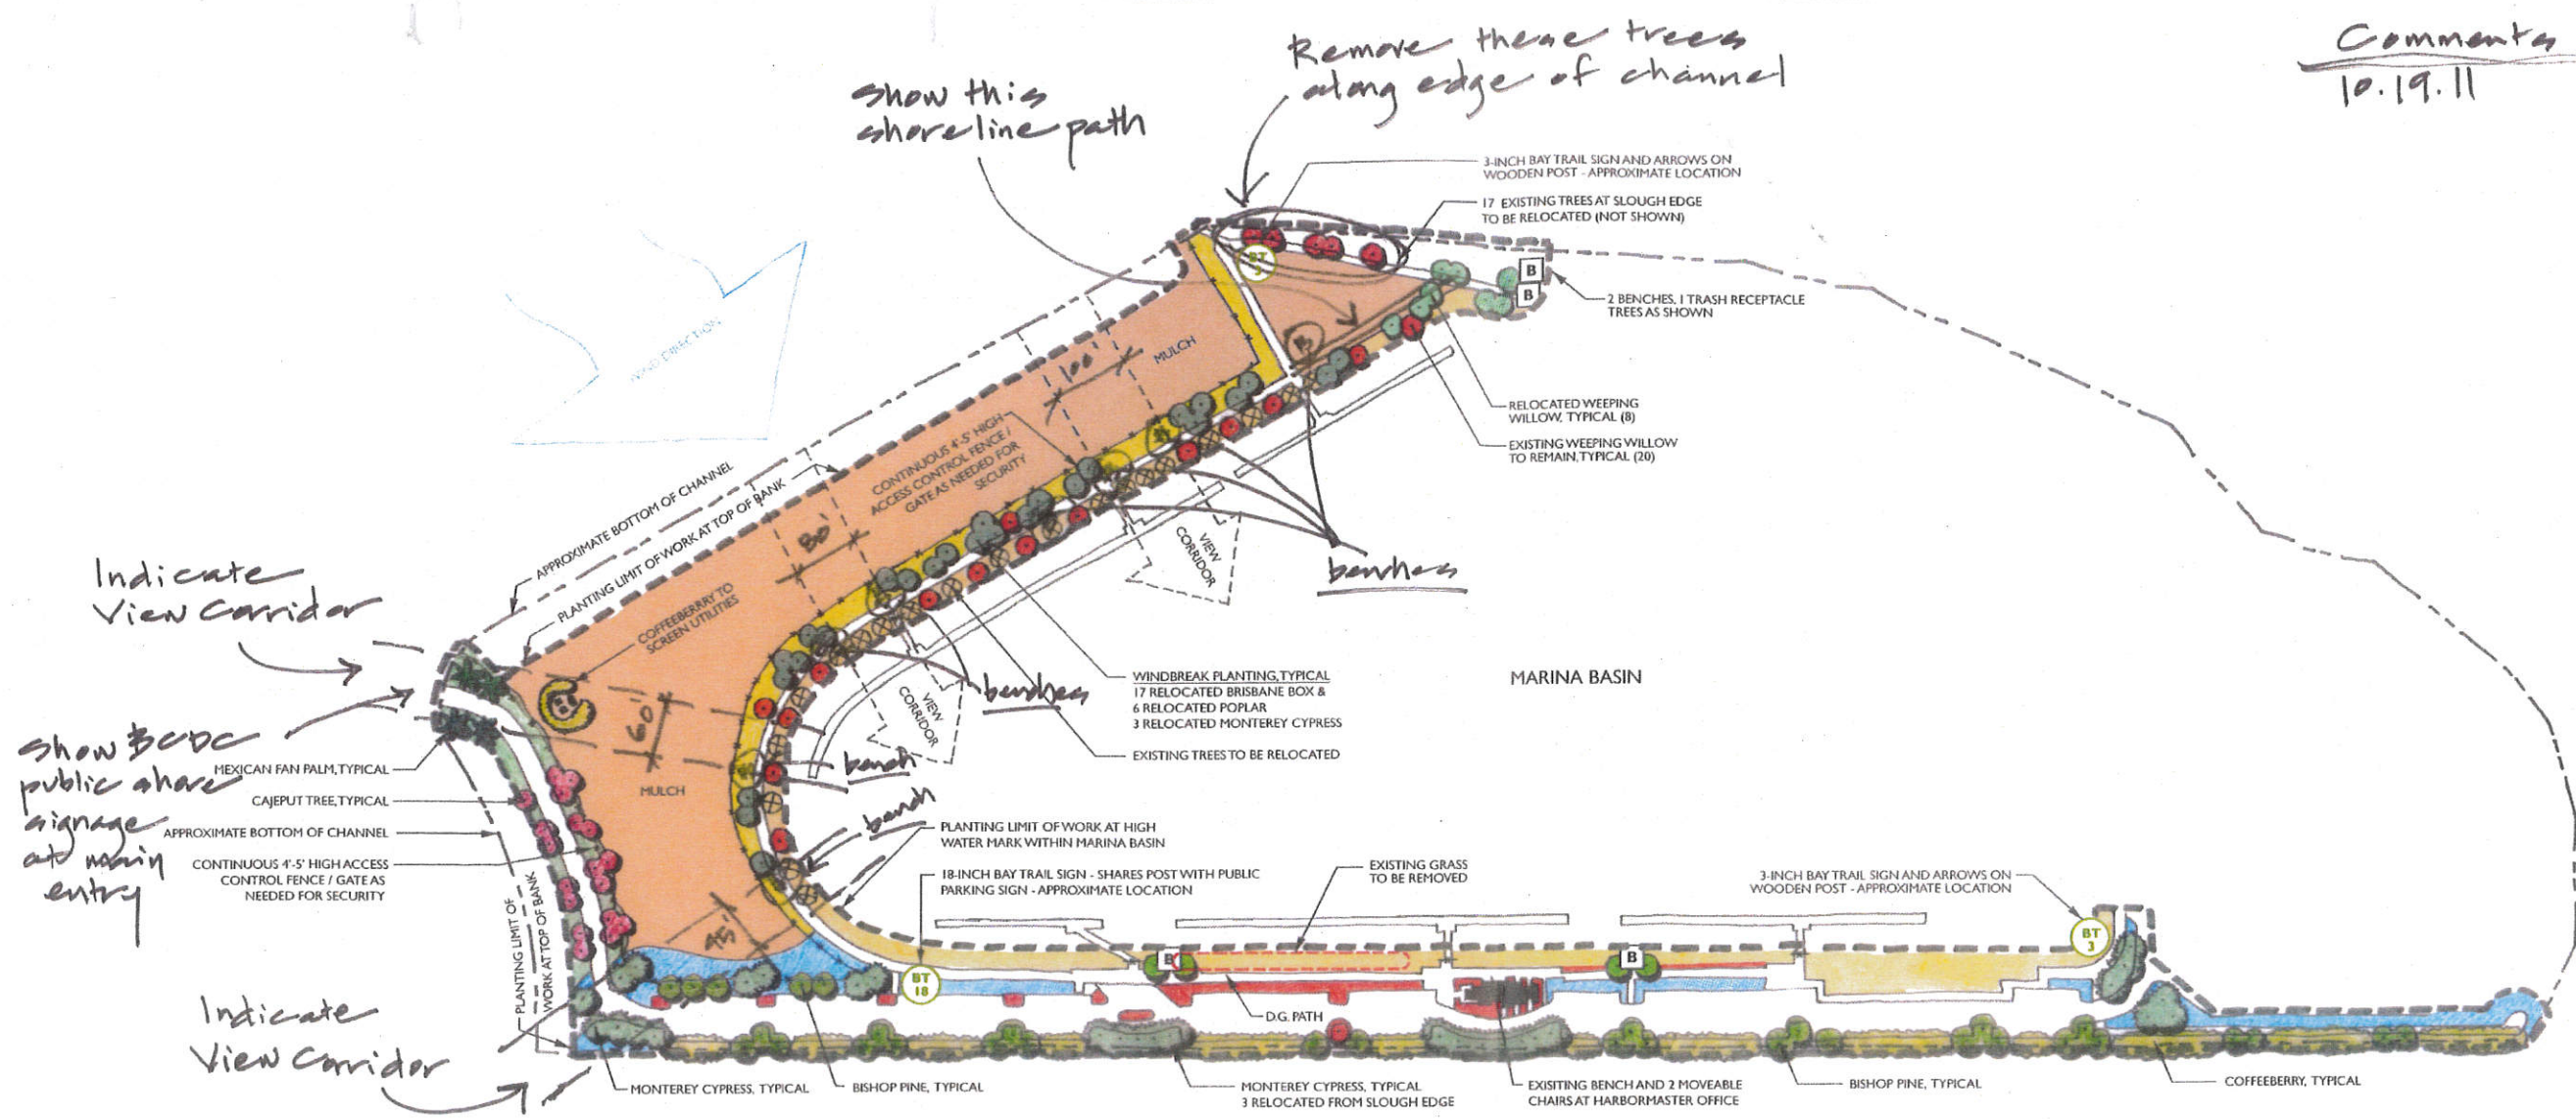 Comments
10.19.11
Remove these trees
along edge of channel
Show this
shoreline path
3-INCH BAY TRAIL SIGN AND ARROWS ON
WOODEN POST - APPROXIMATE LOCATION
17 EXISTING TREES AT SLOUGH EDGE
TO BE RELOCATED (NOT SHOWN)
BT
3
B
B
2 BENCHES, 1 TRASH RECEPTACLE
TREES AS SHOWN
WIND DIRECTION
MULCH
100'
RELOCATED WEEPING
WILLOW, TYPICAL (8)
EXISTING WEEPING WILLOW
TO REMAIN, TYPICAL (20)
CONTINUOUS 4'-5' HIGH
ACCESS CONTROL FENCE /
GATE AS NEEDED FOR
SECURITY
APPROXIMATE BOTTOM OF CHANNEL
PLANTING LIMIT OF WORK AT TOP OF BANK
80'
VIEW
CORRIDOR
benches
Indicate
View Corridor
COFFEEBERRY TO
SCREEN UTILITIES
WINDBREAK PLANTING, TYPICAL
17 RELOCATED BRISBANE BOX &
6 RELOCATED POPLAR
3 RELOCATED MONTEREY CYPRESS
MARINA BASIN
benches
VIEW
CORRIDOR
60'
EXISTING TREES TO BE RELOCATED
Show BCDC
public shore
signage
at main
entry
MEXICAN FAN PALM, TYPICAL
CAJEPUT TREE, TYPICAL
APPROXIMATE BOTTOM OF CHANNEL
CONTINUOUS 4'-5' HIGH ACCESS
CONTROL FENCE / GATE AS
NEEDED FOR SECURITY
MULCH
bench
bench
PLANTING LIMIT OF WORK AT HIGH
WATER MARK WITHIN MARINA BASIN
18-INCH BAY TRAIL SIGN - SHARES POST WITH PUBLIC
PARKING SIGN - APPROXIMATE LOCATION
EXISTING GRASS
TO BE REMOVED
3-INCH BAY TRAIL SIGN AND ARROWS ON
WOODEN POST - APPROXIMATE LOCATION
PLANTING LIMIT OF
WORK AT TOP OF BANK
BT
18
B
B
BT
3
D.G. PATH
Indicate
View Corridor
MONTEREY CYPRESS, TYPICAL
BISHOP PINE, TYPICAL
MONTEREY CYPRESS, TYPICAL
3 RELOCATED FROM SLOUGH EDGE
EXISITING BENCH AND 2 MOVEABLE
CHAIRS AT HARBORMASTER OFFICE
BISHOP PINE, TYPICAL
COFFEEBERRY, TYPICAL